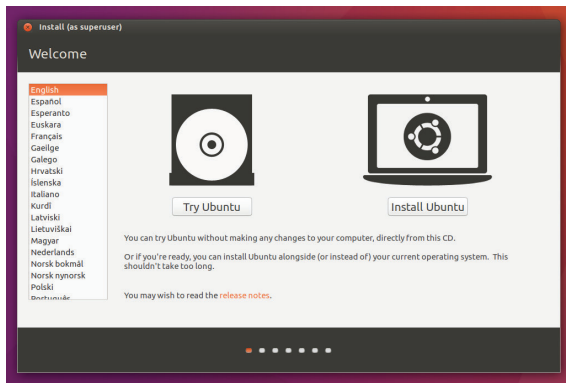 Install (as superuser)
Welcome
English
Español
Esperanto
Euskara
Français
Gaeilge
Galego
Hrvatski
Íslenska
Italiano
Kurdî
Latviski
Lietuviškai
Magyar
Nederlands
Norsk bokmål
Norsk nynorsk
Polski
Português
Try Ubuntu
Install Ubuntu
You can try Ubuntu without making any changes to your computer, directly from this CD.
Or if you're ready, you can install Ubuntu alongside (or instead of) your current operating system. This
shouldn't take too long.
You may wish to read the release notes.